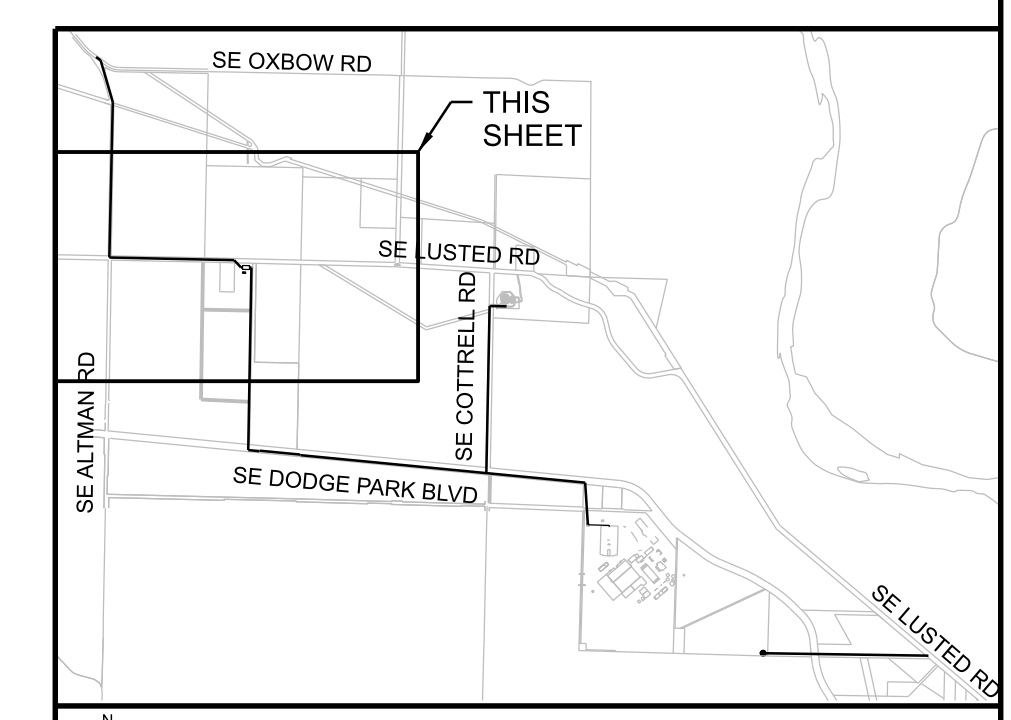 SE OXBOW RD
THIS
SHEET
SE LUSTED RD
SE COTTRELL RD
SE ALTMAN RD
SE DODGE PARK BLVD
SE LUSTED RD
N